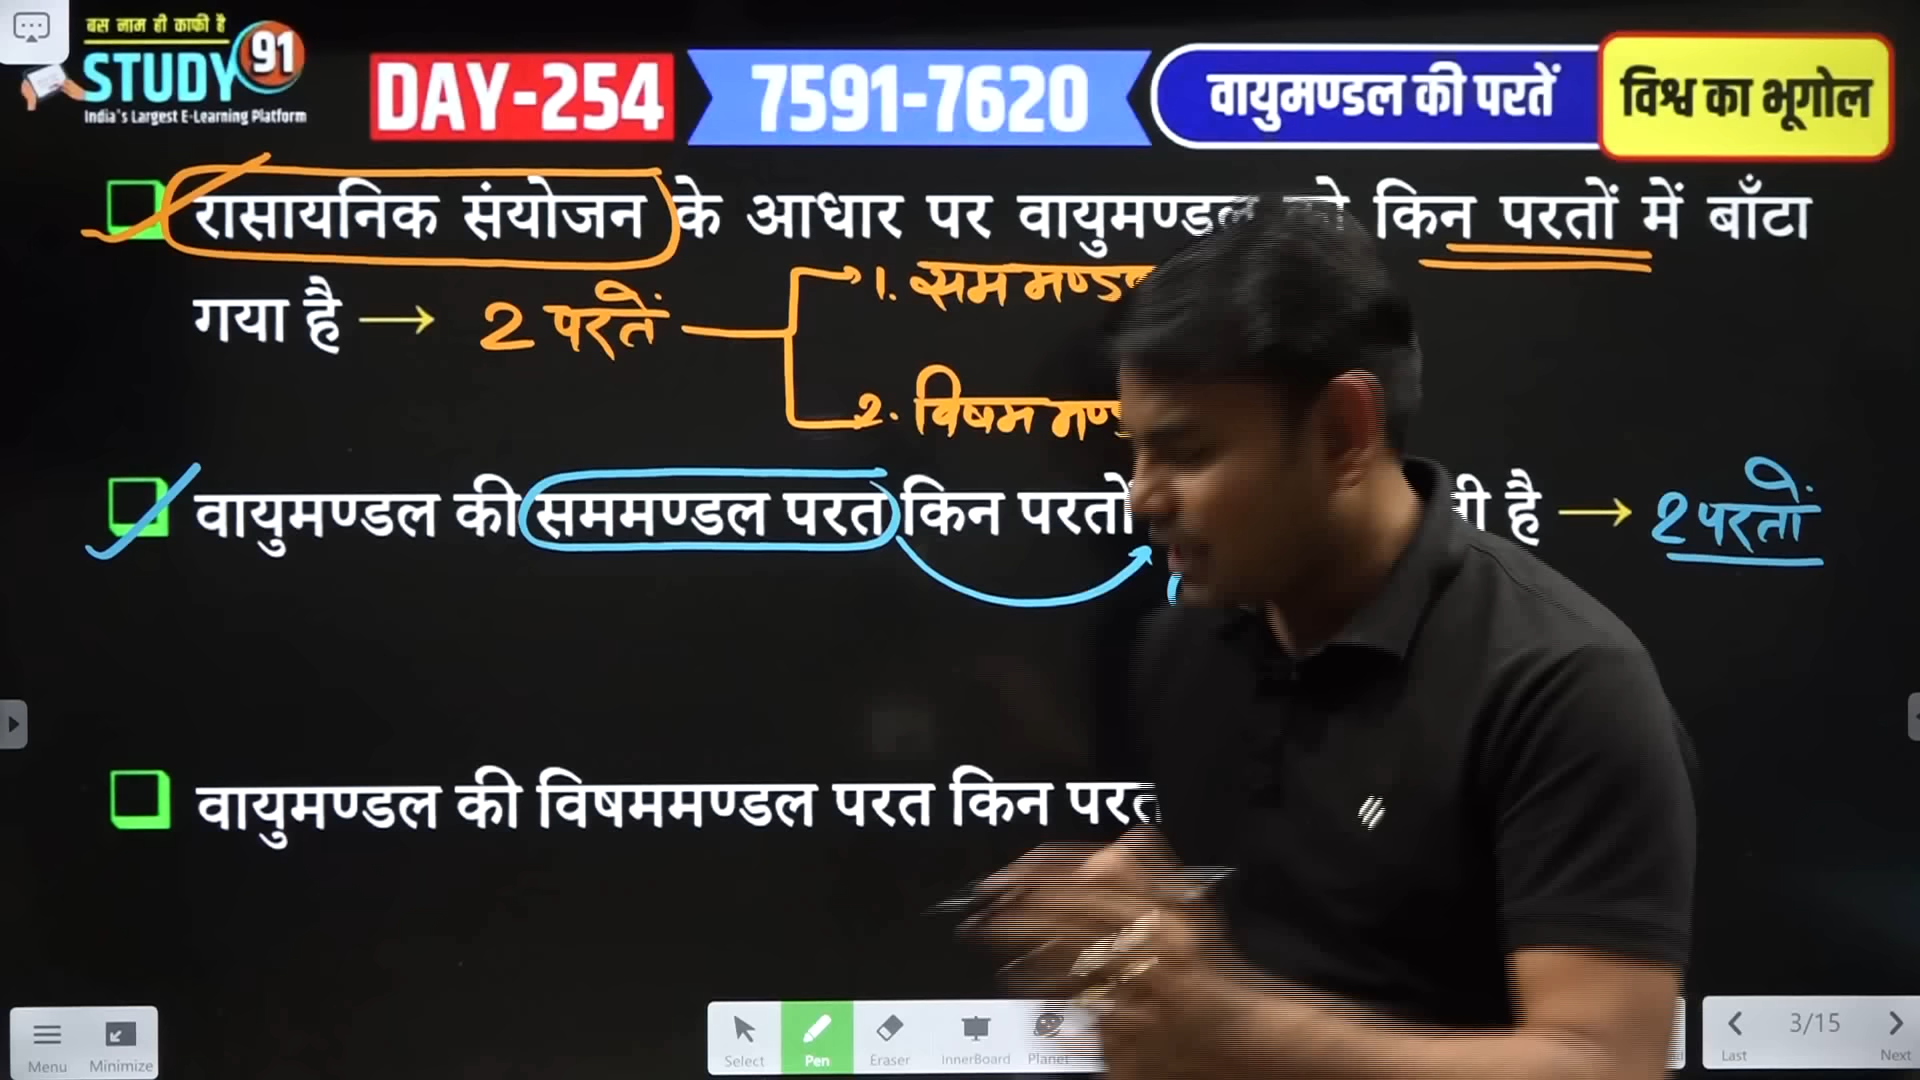 बस नाम ही काफी है
STUDY 91
India's Largest E-Learning Platform
DAY-254
7591-7620
वायुमण्डल की परतें
विश्व का भूगोल
रासायनिक संयोजन के आधार पर वायुमण्डल किन परतों में बाँटा
गया है → 2 परतें
1. सम मण्ड
2. विषम मण्
वायुमण्डल की सममण्डल परत किन परतों है → 2 परतों
वायुमण्डल की विषममण्डल परत किन परत
Menu
Minimize
Select
Pen
Eraser
InnerBoard
Planet
3/15
Last
Next